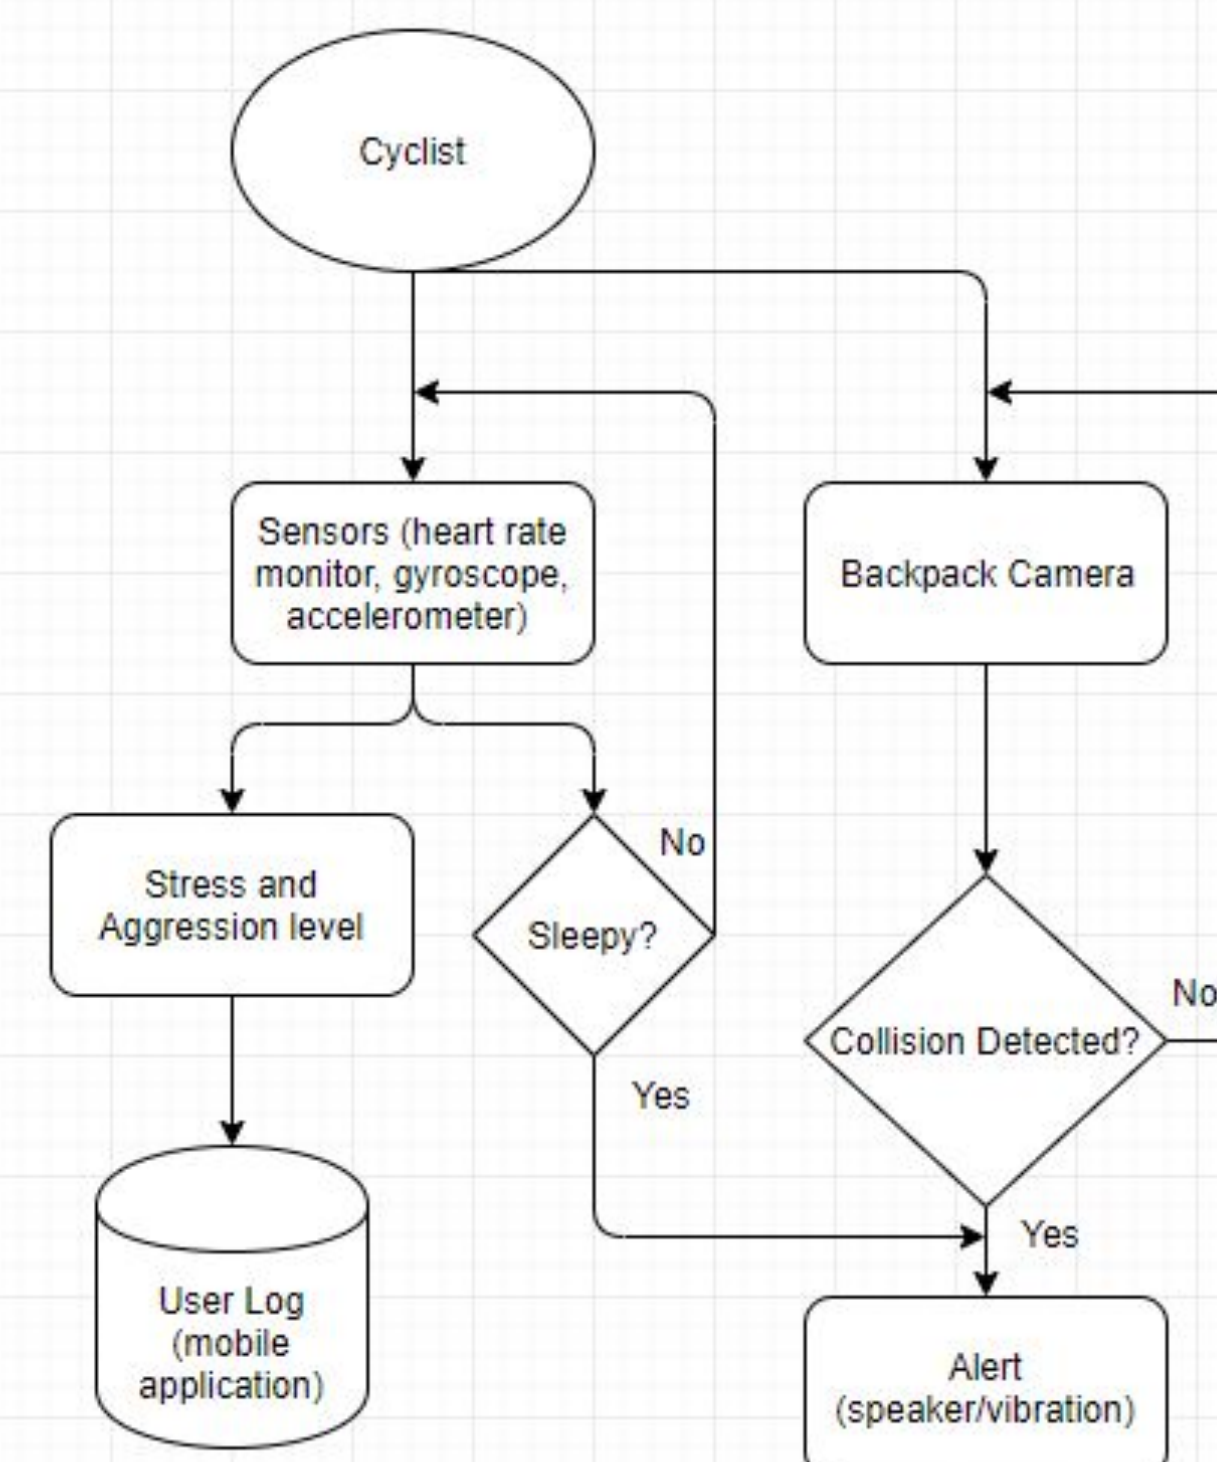 Cyclist
Sensors (heart rate
monitor, gyroscope,
accelerometer)
Backpack Camera
Stress and
Aggression level
No
Sleepy?
Yes
Collision Detected?
No
Yes
User Log
(mobile
application)
Alert
(speaker/vibration)